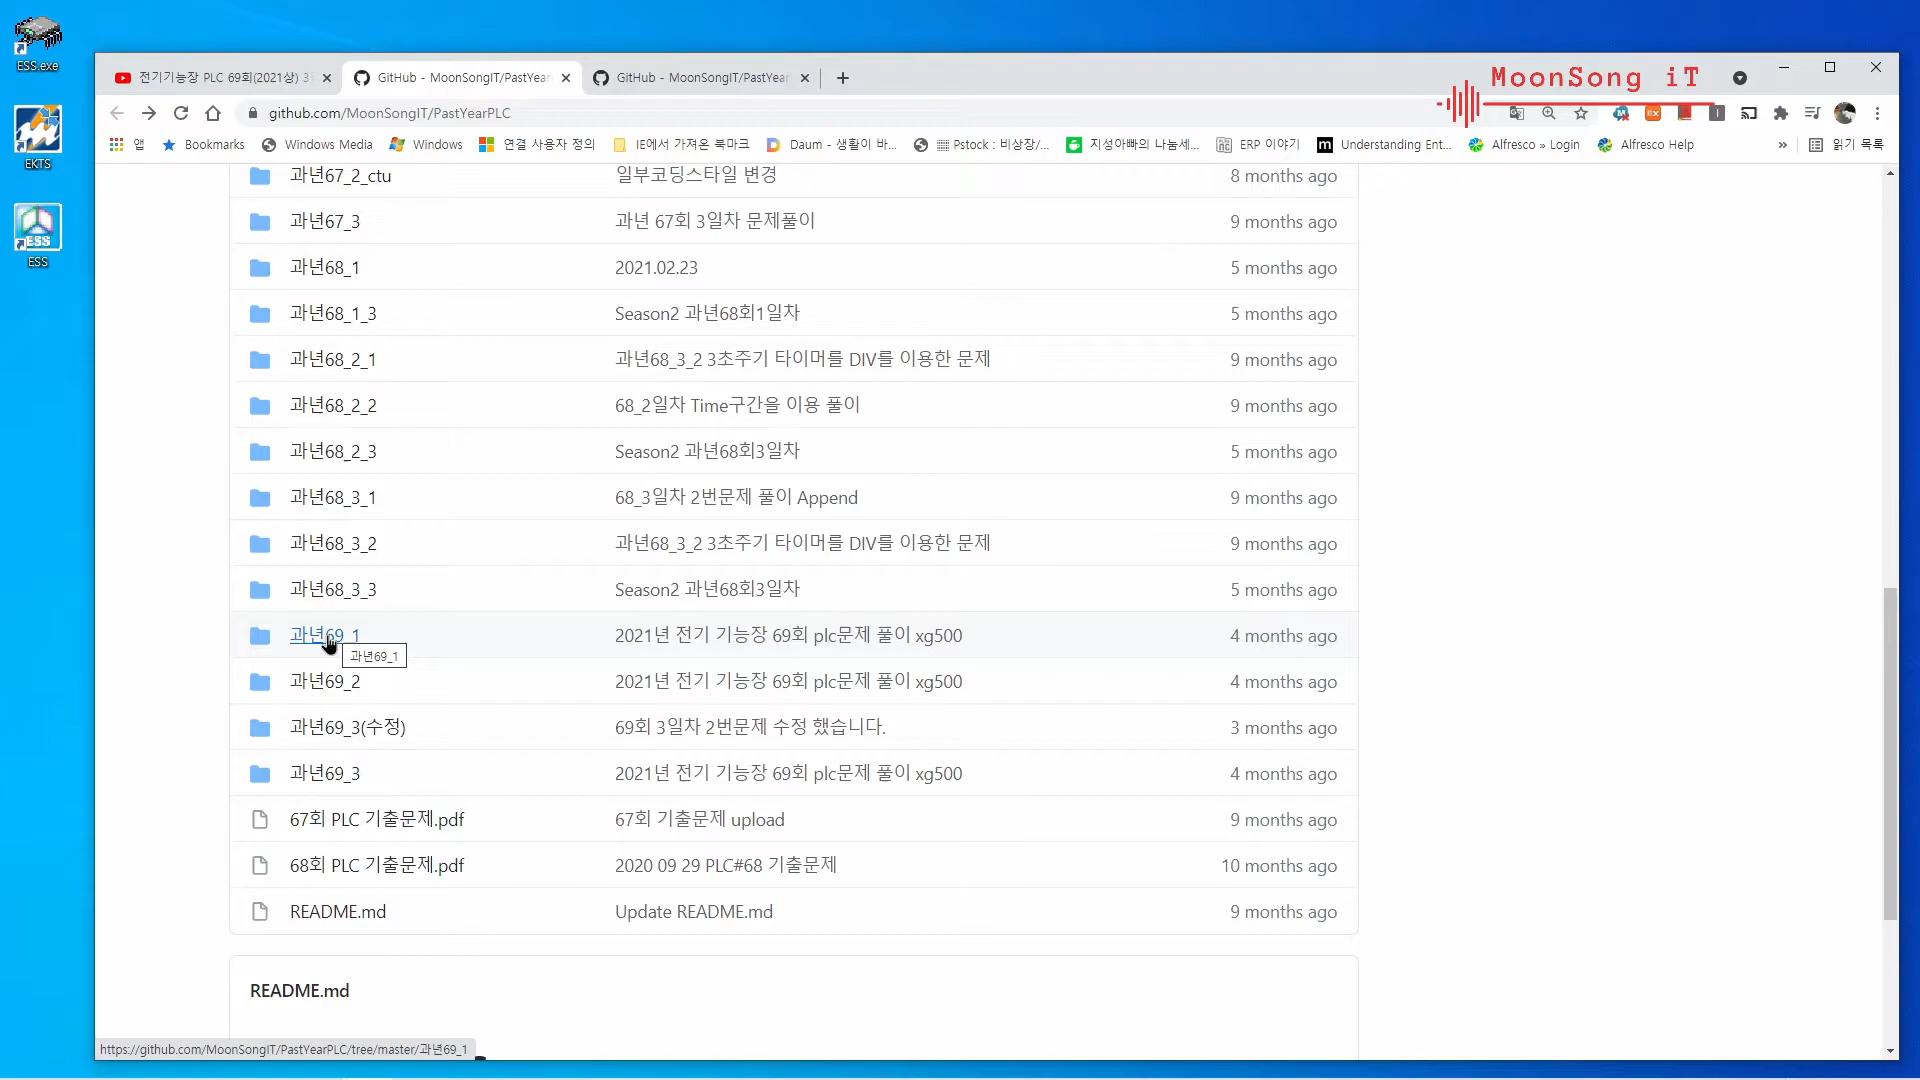 ESS.exe
EKTS
ESS
ESS
전기기능장 PLC 69회(2021상) 3
GitHub - MoonSongIT/PastYear
GitHub - MoonSongIT/PastYear
MoonSong iT
github.com/MoonSongIT/PastYearPLC
앱
Bookmarks
Windows Media
Windows
연결 사용자 정의
IE에서 가져온 북마크
Daum - 생활이 바...
Pstock : 비상장/...
지성아빠의 나눔세...
ERP 이야기
Understanding Ent...
Alfresco » Login
Alfresco Help
»
읽기 목록
과년67_2_ctu 일부코딩스타일 변경 8 months ago
과년67_3 과년 67회 3일차 문제풀이 9 months ago
과년68_1 2021.02.23 5 months ago
과년68_1_3 Season2 과년68회1일차 5 months ago
과년68_2_1 과년68_3_2 3초주기 타이머를 DIV를 이용한 문제 9 months ago
과년68_2_2 68_2일차 Time구간을 이용 풀이 9 months ago
과년68_2_3 Season2 과년68회3일차 5 months ago
과년68_3_1 68_3일차 2번문제 풀이 Append 9 months ago
과년68_3_2 과년68_3_2 3초주기 타이머를 DIV를 이용한 문제 9 months ago
과년68_3_3 Season2 과년68회3일차 5 months ago
과년69_1 2021년 전기 기능장 69회 plc문제 풀이 xg500 4 months ago
과년69_1
과년69_2 2021년 전기 기능장 69회 plc문제 풀이 xg500 4 months ago
과년69_3(수정) 69회 3일차 2번문제 수정 했습니다. 3 months ago
과년69_3 2021년 전기 기능장 69회 plc문제 풀이 xg500 4 months ago
67회 PLC 기출문제.pdf 67회 기출문제 upload 9 months ago
68회 PLC 기출문제.pdf 2020 09 29 PLC#68 기출문제 10 months ago
README.md Update README.md 9 months ago
README.md
https://github.com/MoonSongIT/PastYearPLC/tree/master/과년69_1